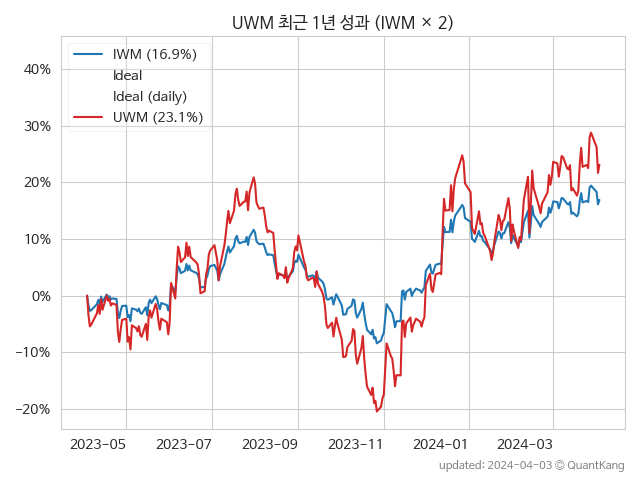 UWM 최근 1년 성과 (IWM × 2)
IWM (16.9%)
Ideal
Ideal (daily)
UWM (23.1%)
40%
30%
20%
10%
0%
−10%
−20%
2023-05 2023-07 2023-09 2023-11 2024-01 2024-03
updated: 2024-04-03 © QuantKang